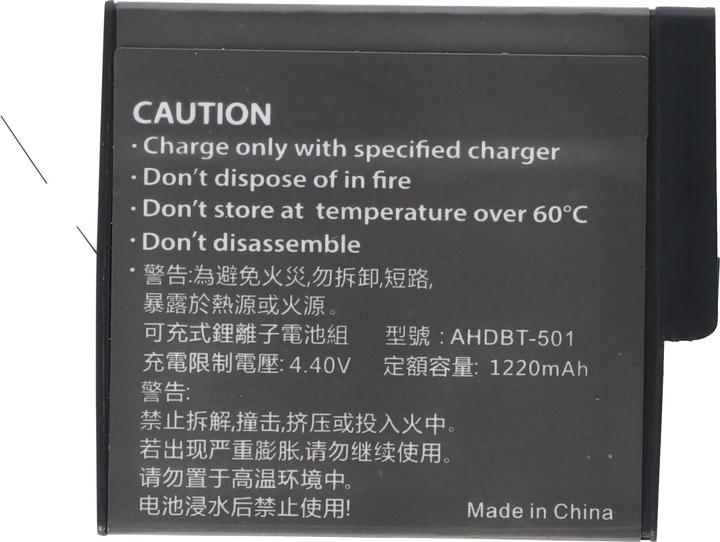 CAUTION
· Charge only with specified charger
· Don't dispose of in fire
· Don't store at temperature over 60°C
· Don't disassemble
· 警告:為避免火災,勿拆卸,短路,
暴露於熱源或火源。
可充式鋰離子電池組 型號 : AHDBT-501
充電限制電壓: 4.40V 定額容量: 1220mAh
警告:
禁止拆解,撞击,挤压或投入火中。
若出现严重膨胀,请勿继续使用。
请勿置于高温环境中。
电池浸水后禁止使用!
Made in China